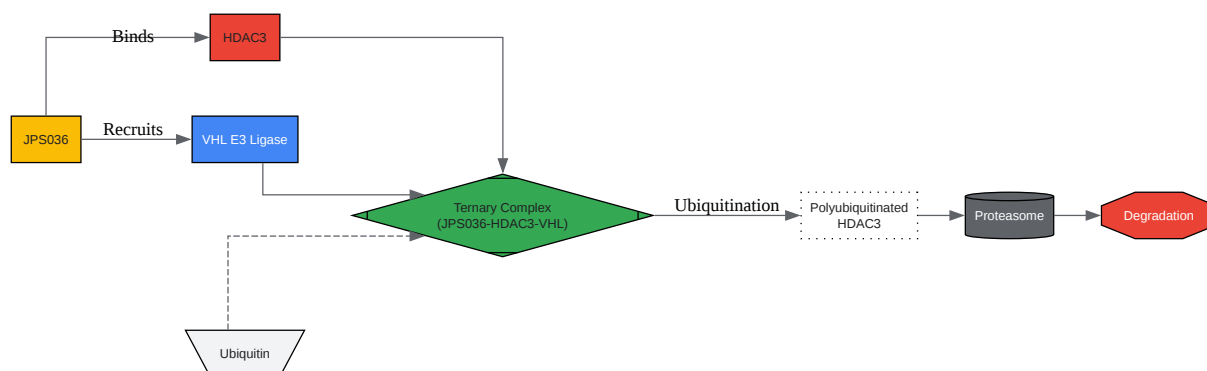 Binds
HDAC3
JPS036
Recruits
VHL E3 Ligase
Ternary Complex
(JPS036-HDAC3-VHL)
Ubiquitination
Polyubiquitinated
HDAC3
Proteasome
Degradation
Ubiquitin